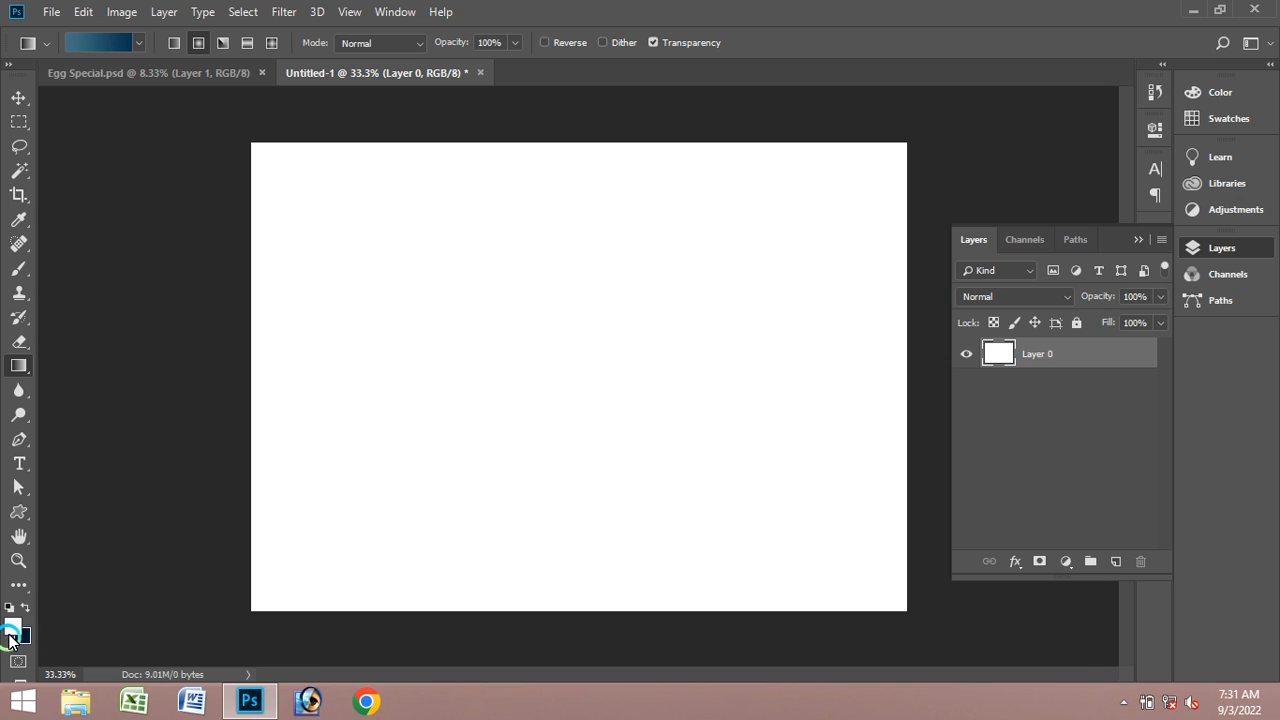 Ps File Edit Image Layer Type Select Filter 3D View Window Help
Mode: Normal Opacity: 100% Reverse Dither Transparency
Egg Special.psd @ 8.33% (Layer 1, RGB/8) Untitled-1 @ 33.3% (Layer 0, RGB/8) *
Color
Swatches
Learn
Libraries
Adjustments
Layers
Channels
Paths
Layers Channels Paths
Kind
Normal Opacity: 100%
Lock: Fill: 100%
Layer 0
33.33% Doc: 9.01M/0 bytes
Ps
7:31 AM
9/3/2022